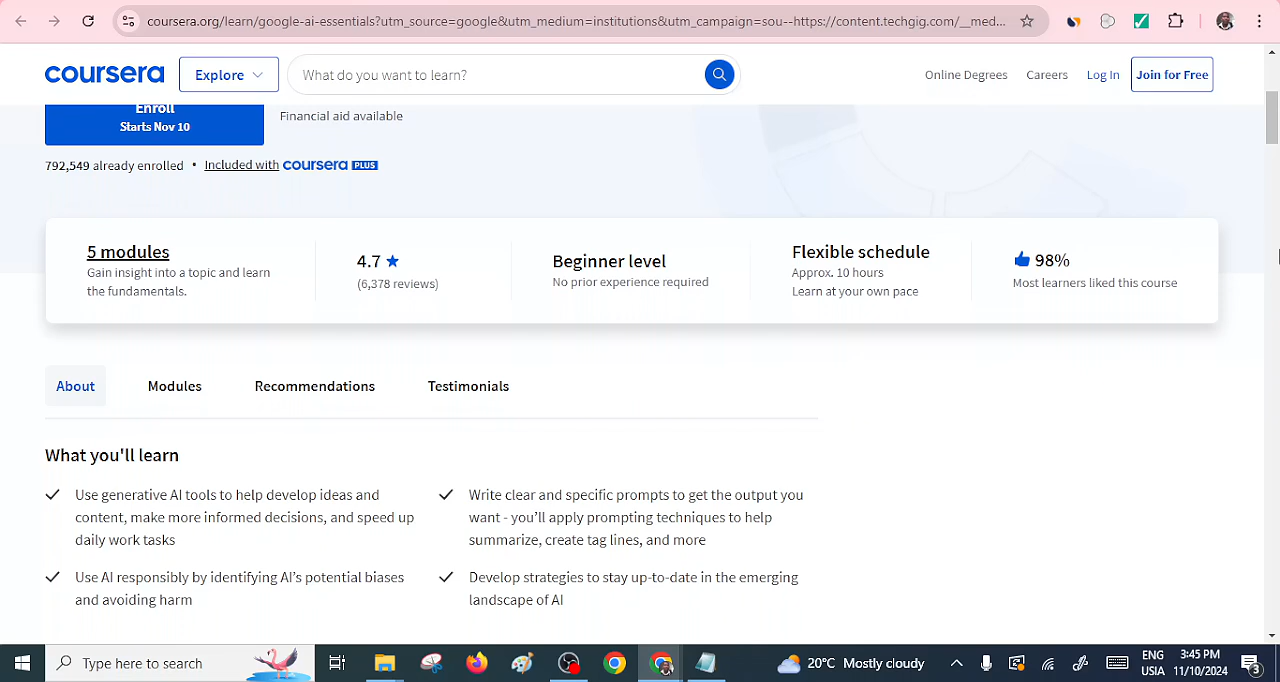 coursera.org/learn/google-ai-essentials?utm_source=google&utm_medium=institutions&utm_campaign=sou--https://content.techgig.com/__med...
coursera
Explore
What do you want to learn?
Online Degrees
Careers
Log In
Join for Free
Enroll
Starts Nov 10
Financial aid available
792,549 already enrolled • Included with coursera PLUS
5 modules
Gain insight into a topic and learn
the fundamentals.
4.7
(6,378 reviews)
Beginner level
No prior experience required
Flexible schedule
Approx. 10 hours
Learn at your own pace
98%
Most learners liked this course
About
Modules
Recommendations
Testimonials
What you'll learn
Use generative AI tools to help develop ideas and
content, make more informed decisions, and speed up
daily work tasks
Write clear and specific prompts to get the output you
want - you’ll apply prompting techniques to help
summarize, create tag lines, and more
Use AI responsibly by identifying AI’s potential biases
and avoiding harm
Develop strategies to stay up-to-date in the emerging
landscape of AI
Type here to search
20°C Mostly cloudy
ENG
USIA
3:45 PM
11/10/2024
3